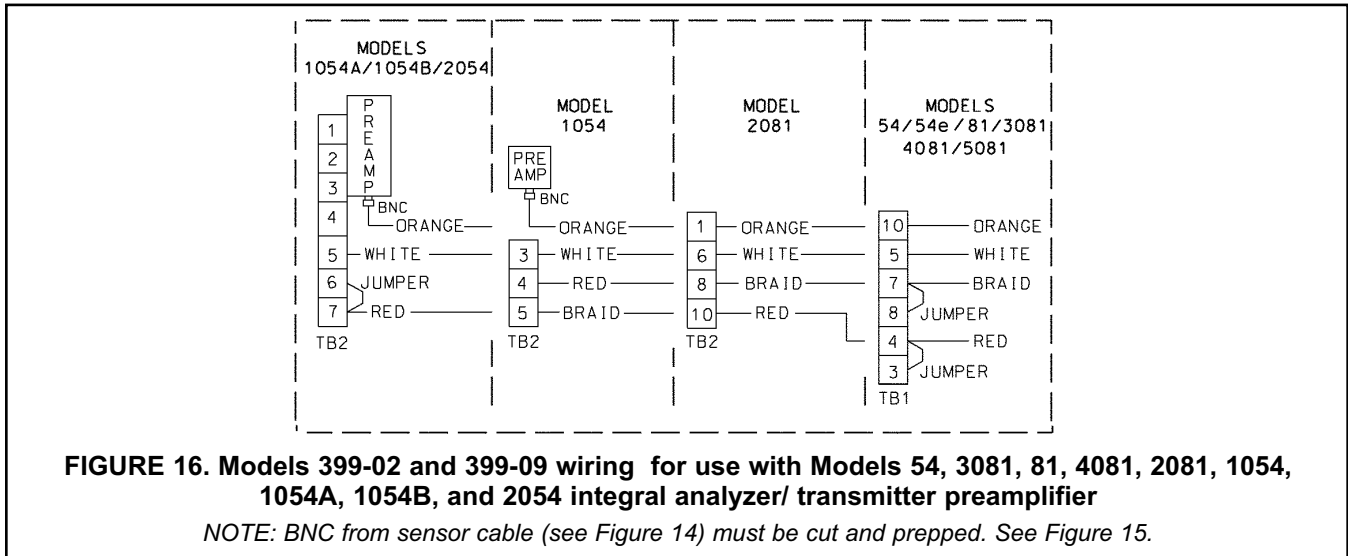 MODELS
1054A/1054B/2054
PREAMP
1
2
3
4
5
6
7
BNC
ORANGE
WHITE
JUMPER
RED
TB2
MODEL
1054
PRE
AMP
BNC
ORANGE
3 WHITE
4 RED
5 BRAID
TB2
MODEL
2081
1 ORANGE
6 WHITE
8 BRAID
10 RED
TB2
MODELS
54/54e/81/3081
4081/5081
10 ORANGE
5 WHITE
7 BRAID
8 JUMPER
4 RED
3 JUMPER
TB1
FIGURE 16. Models 399-02 and 399-09 wiring for use with Models 54, 3081, 81, 4081, 2081, 1054,
1054A, 1054B, and 2054 integral analyzer/ transmitter preamplifier
NOTE: BNC from sensor cable (see Figure 14) must be cut and prepped. See Figure 15.